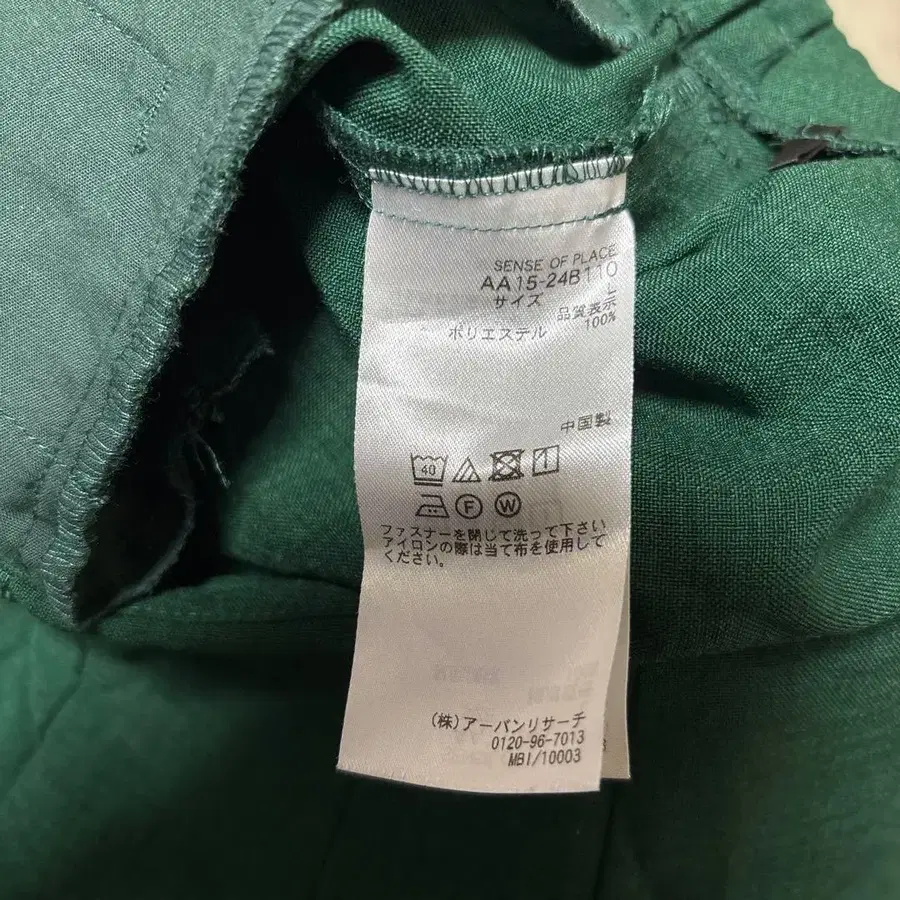 SENSE OF PLACE
AA15-24B110
サイズ L
品質表示
ポリエステル 100%
中国製
40
F W
ファスナーを閉じて洗って下さい
アイロンの際は当て布を使用して
ください。
(株)アーバンリサーチ
0120-96-7013
MBI/10003